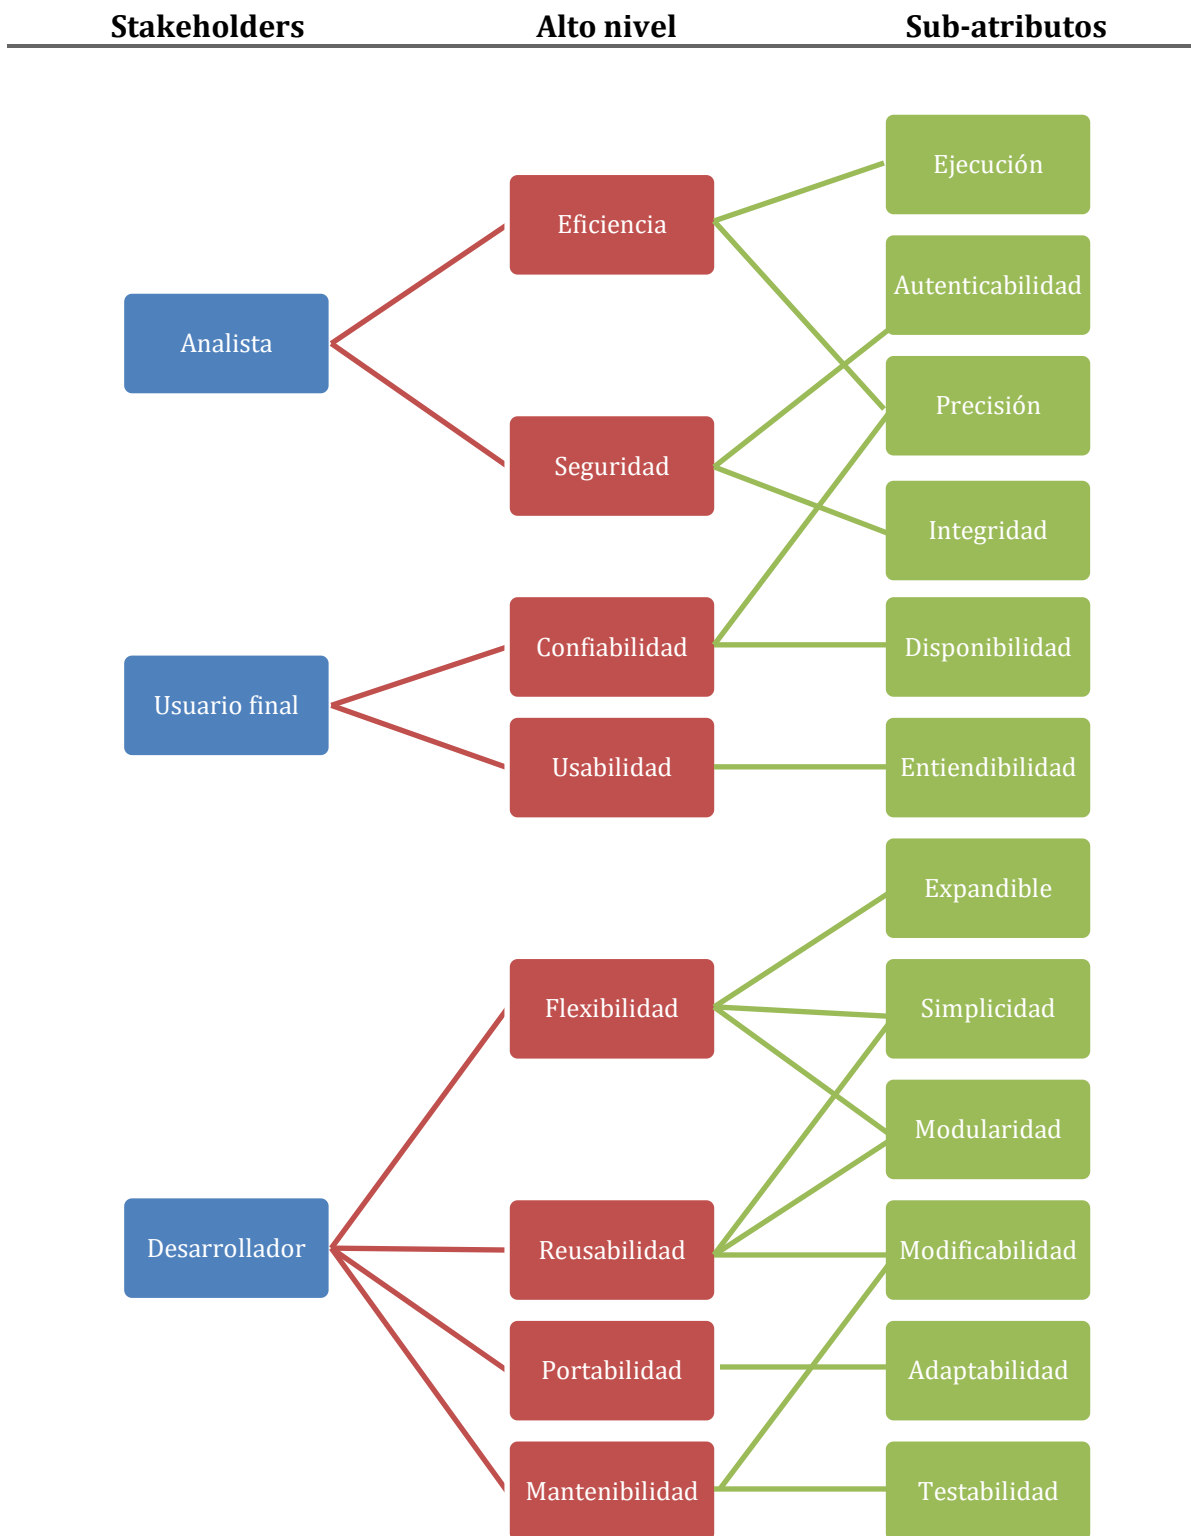 Stakeholders
Alto nivel
Sub-atributos
Ejecución
Eficiencia
Autenticabilidad
Analista
Precisión
Seguridad
Integridad
Confiabilidad
Disponibilidad
Usuario final
Usabilidad
Entiendibilidad
Expandible
Flexibilidad
Simplicidad
Modularidad
Desarrollador
Reusabilidad
Modificabilidad
Portabilidad
Adaptabilidad
Mantenibilidad
Testabilidad